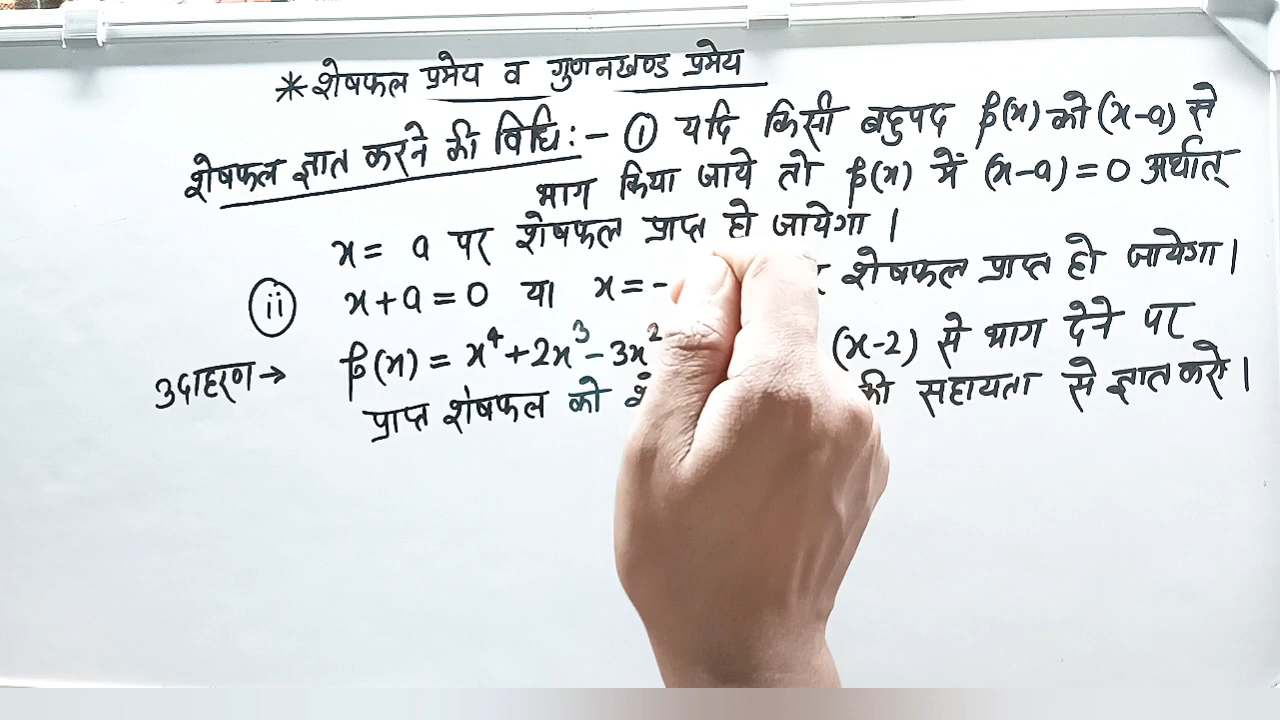 * शेषफल प्रमेय व गुणनखण्ड प्रमेय
शेषफल ज्ञात करने की विधि:- ① यदि किसी बहुपद p(x) को (x-a) से
भाग किया जाये तो p(x) में (x-a) = 0 अर्थात्
x = a पर शेषफल प्राप्त हो जायेगा।
(ii) x+a = 0 या x = - शेषफल प्राप्त हो जायेगा।
उदाहरण → p(x) = x⁴+2x³-3x² (x-2) से भाग देने पर
प्राप्त शेषफल को की सहायता से ज्ञात करो।